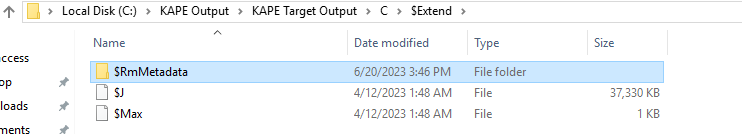 Local Disk (C:) > KAPE Output > KAPE Target Output > C > $Extend >
Name Date modified Type Size
access
op
$RmMetadata 6/20/2023 3:46 PM File folder
$J 4/12/2023 1:48 AM File 37,330 KB
loads
$Max 4/12/2023 1:48 AM File 1 KB
ments